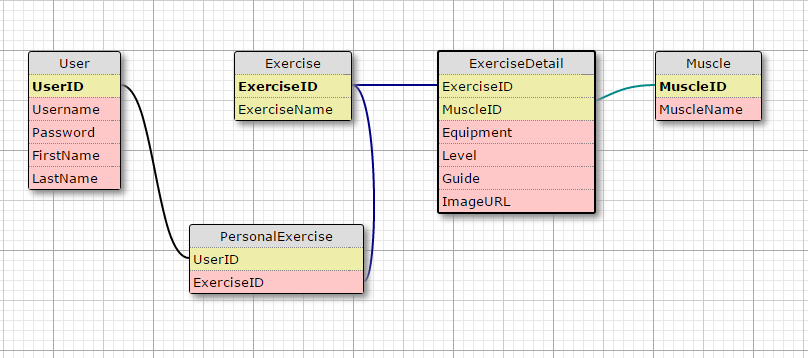 User
UserID
Username
Password
FirstName
LastName
Exercise
ExerciseID
ExerciseName
ExerciseDetail
ExerciseID
MuscleID
Equipment
Level
Guide
ImageURL
Muscle
MuscleID
MuscleName
PersonalExercise
UserID
ExerciseID